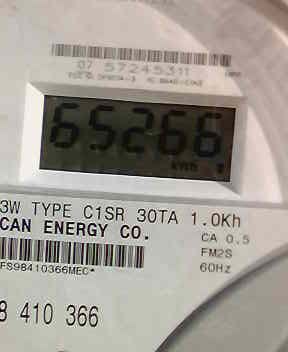 07 57245311
65266
kWh
3W TYPE C1SR 30TA 1.0Kh
CAN ENERGY CO.
CA 0.5
FM2S
60Hz
FS98410366MEC*
8 410 366